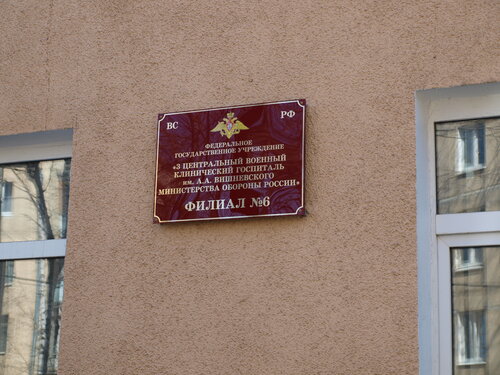 ВС РФ
ФЕДЕРАЛЬНОЕ
ГОСУДАРСТВЕННОЕ УЧРЕЖДЕНИЕ
«3 ЦЕНТРАЛЬНЫЙ ВОЕННЫЙ
КЛИНИЧЕСКИЙ ГОСПИТАЛЬ
им. А.А. ВИШНЕВСКОГО
МИНИСТЕРСТВА ОБОРОНЫ РОССИИ»
ФИЛИАЛ №6